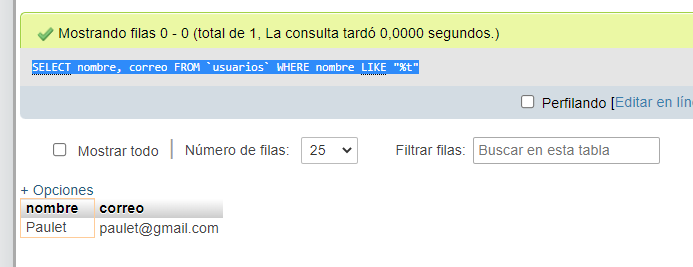 Mostrando filas 0 - 0 (total de 1, La consulta tardó 0,0000 segundos.)
SELECT nombre, correo FROM `usuarios` WHERE nombre LIKE "%t"
Perfilando [Editar en lín
Mostrar todo | Número de filas: 25 Filtrar filas: Buscar en esta tabla
+ Opciones
nombre correo
Paulet paulet@gmail.com